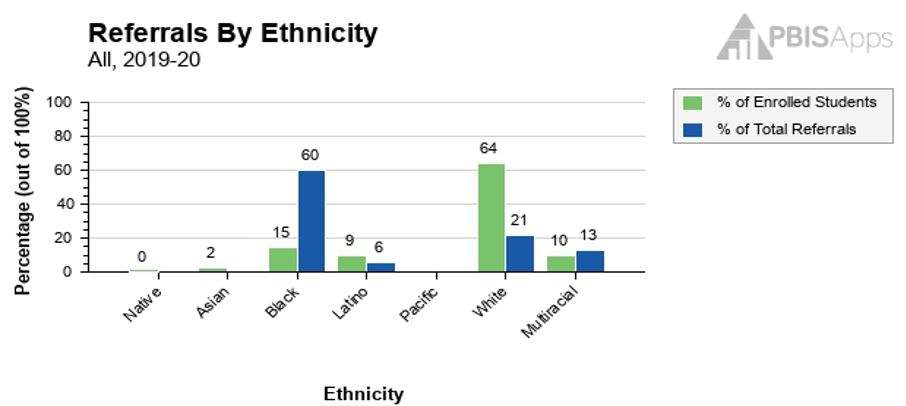 Referrals By Ethnicity
All, 2019-20
PBISApps
% of Enrolled Students
% of Total Referrals
Percentage (out of 100%)
100
80
60
40
20
0
0
2
15
60
9
6
64
21
10
13
Native
Asian
Black
Latino
Pacific
White
Multiracial
Ethnicity